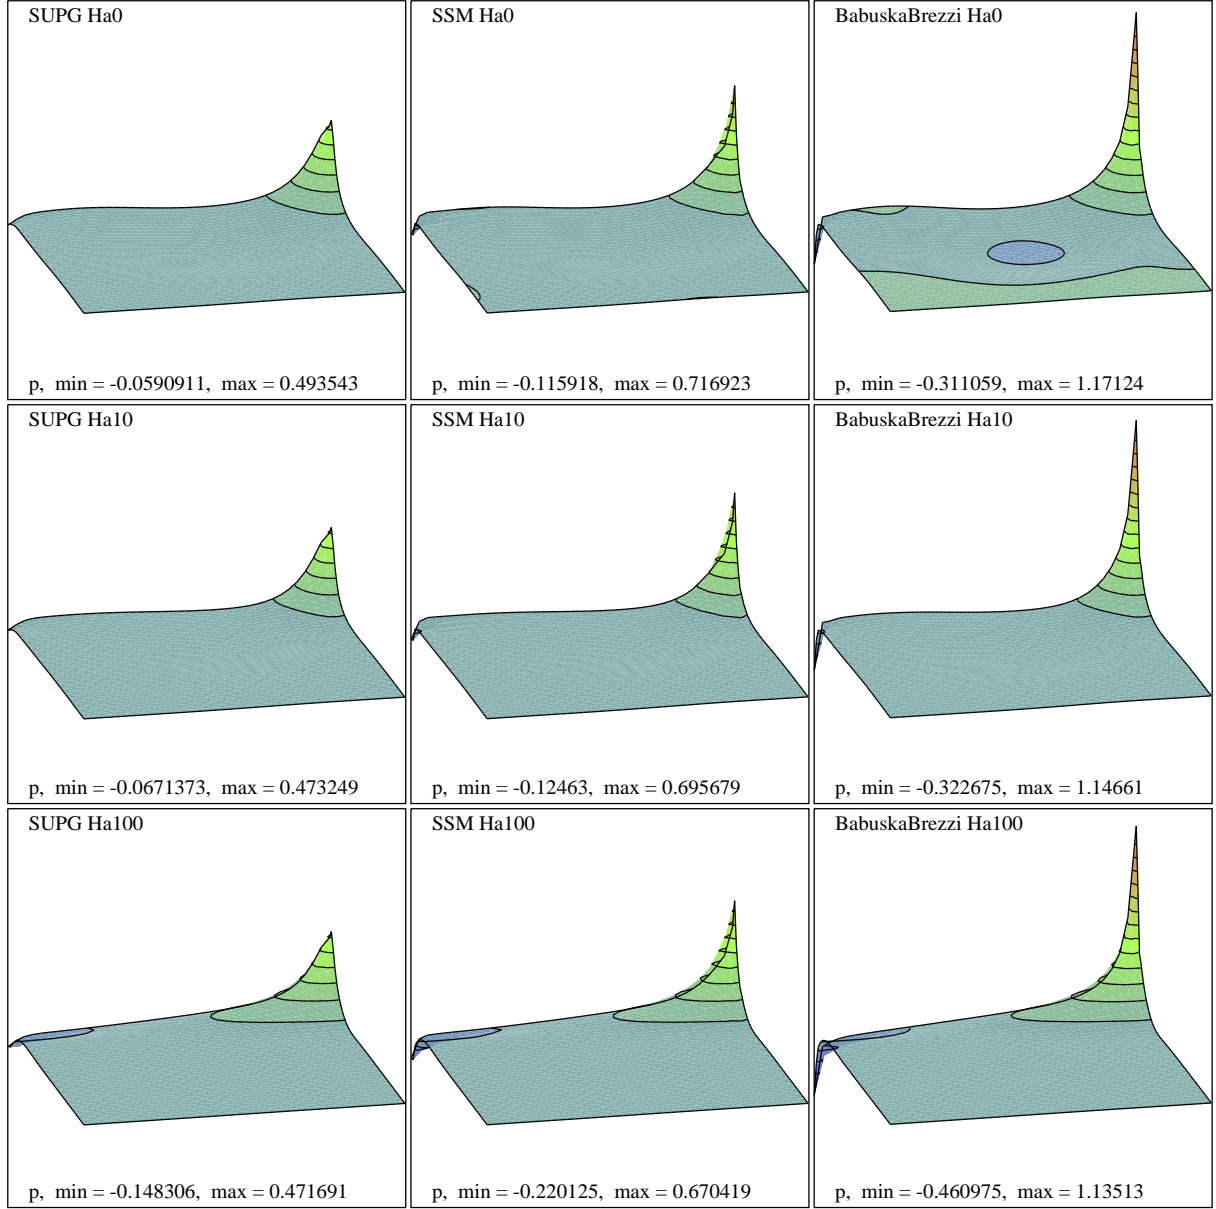 SUPG Ha0
SSM Ha0
BabuskaBrezzi Ha0
p, min = -0.0590911, max = 0.493543
p, min = -0.115918, max = 0.716923
p, min = -0.311059, max = 1.17124
SUPG Ha10
SSM Ha10
BabuskaBrezzi Ha10
p, min = -0.0671373, max = 0.473249
p, min = -0.12463, max = 0.695679
p, min = -0.322675, max = 1.14661
SUPG Ha100
SSM Ha100
BabuskaBrezzi Ha100
p, min = -0.148306, max = 0.471691
p, min = -0.220125, max = 0.670419
p, min = -0.460975, max = 1.13513